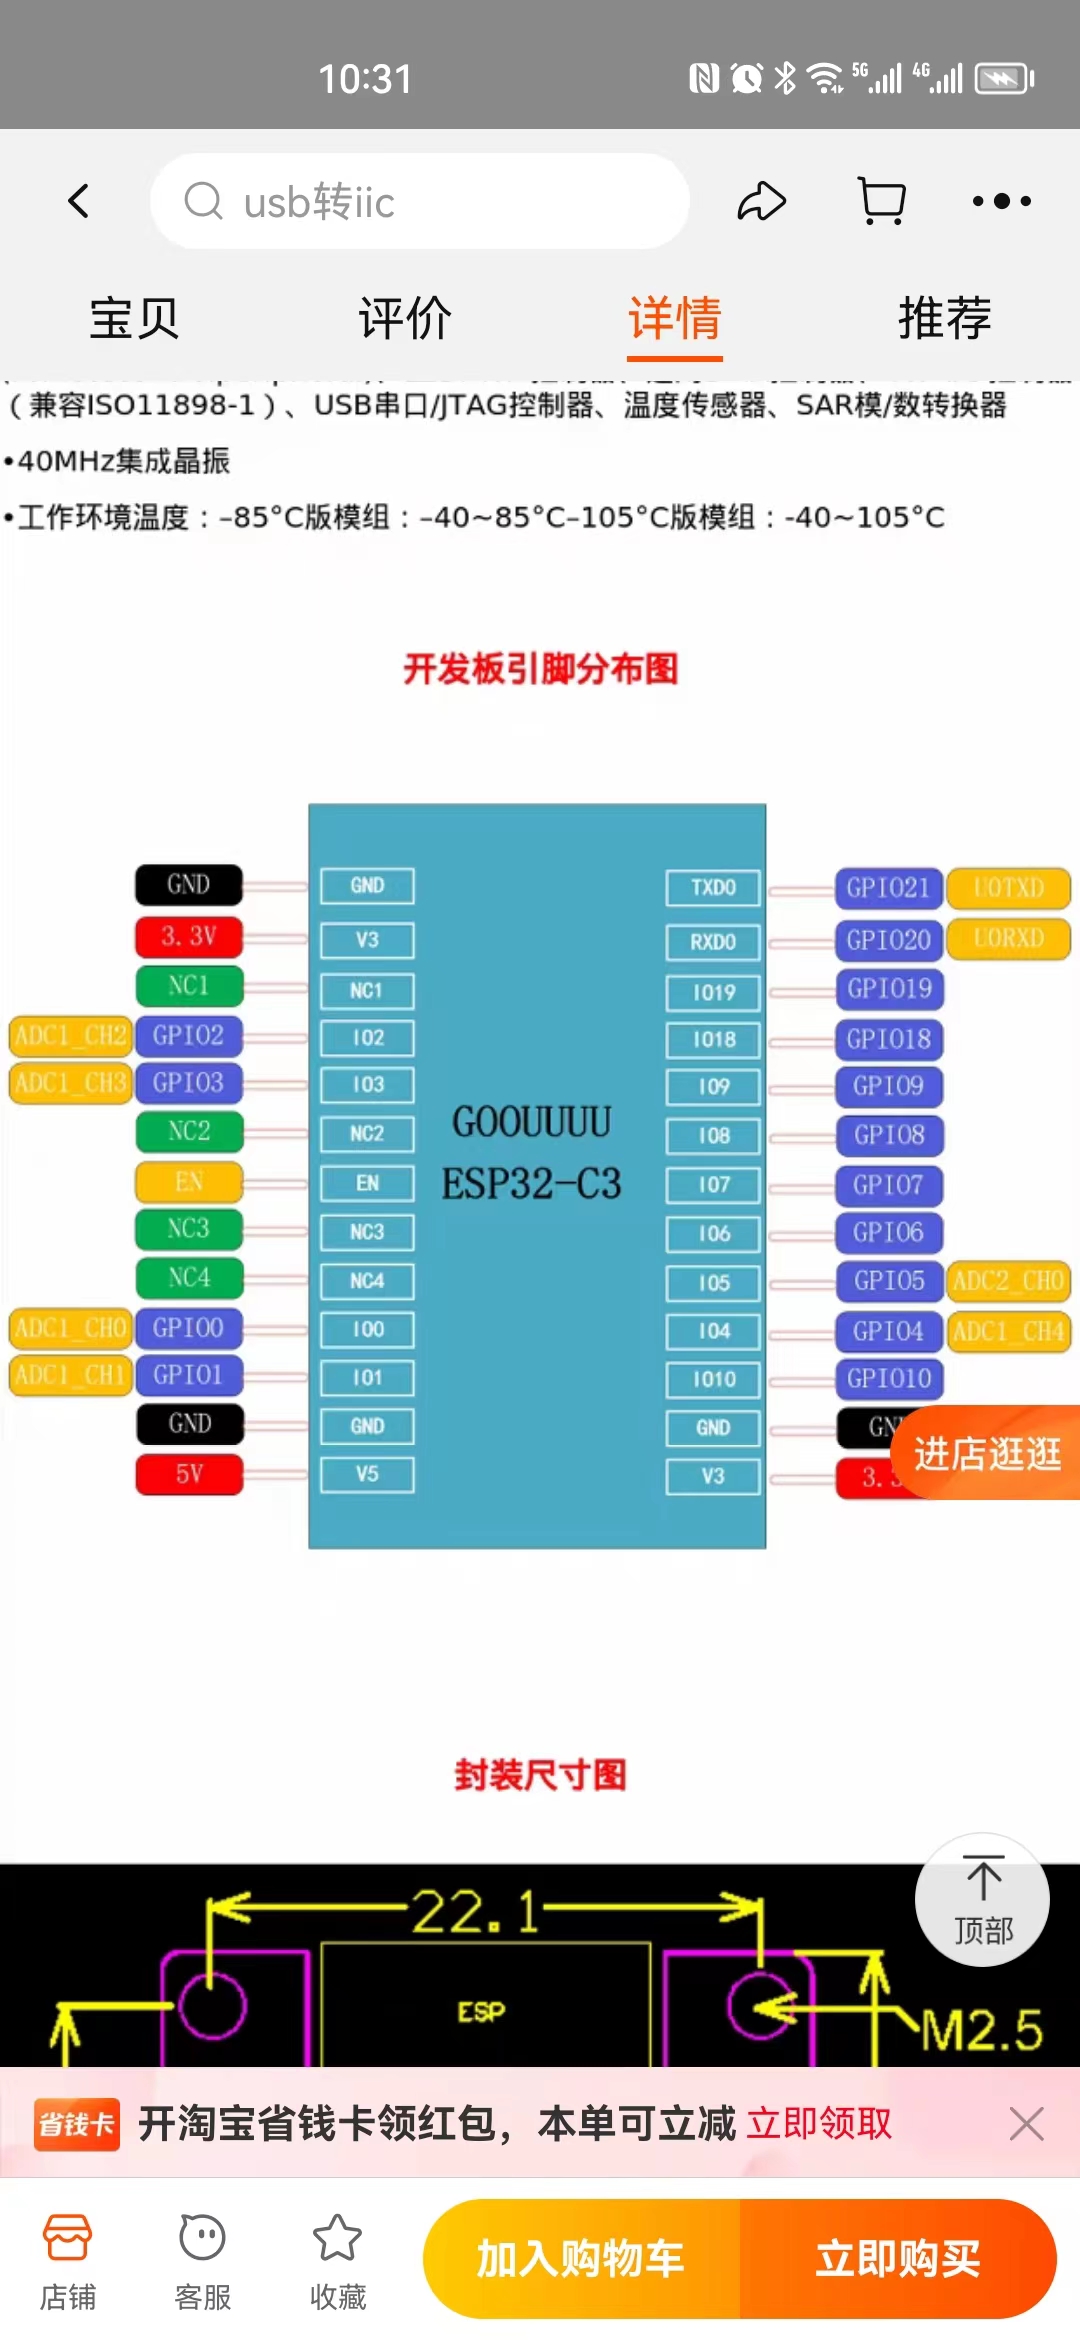 10:31
5G
4G
usb转iic
宝贝
评价
详情
推荐
（兼容ISO11898-1）、USB串口/JTAG控制器、温度传感器、SAR模/数转换器
•40MHz集成晶振
•工作环境温度：–85°C版模组：–40~85°C–105°C版模组：-40~105°C
开发板引脚分布图
GND GND TXD0 GPIO21 U0TXD
3.3V V3 RXD0 GPIO20 U0RXD
NC1 NC1 IO19 GPIO19
ADC1_CH2 GPIO2 IO2 IO18 GPIO18
ADC1_CH3 GPIO3 IO3 IO9 GPIO9
GOOUUUU
NC2 NC2 IO8 GPIO8
ESP32-C3
EN EN IO7 GPIO7
NC3 NC3 IO6 GPIO6
NC4 NC4 IO5 GPIO5 ADC2_CH0
ADC1_CH0 GPIO0 IO0 IO4 GPIO4 ADC1_CH4
ADC1_CH1 GPIO1 IO1 IO10 GPIO10
GND GND GND
进店逛逛
5V V5 V3
封装尺寸图
22.1
顶部
ESP
M2.5
省钱卡 开淘宝省钱卡领红包，本单可立减 立即领取
店铺
客服
收藏
加入购物车
立即购买